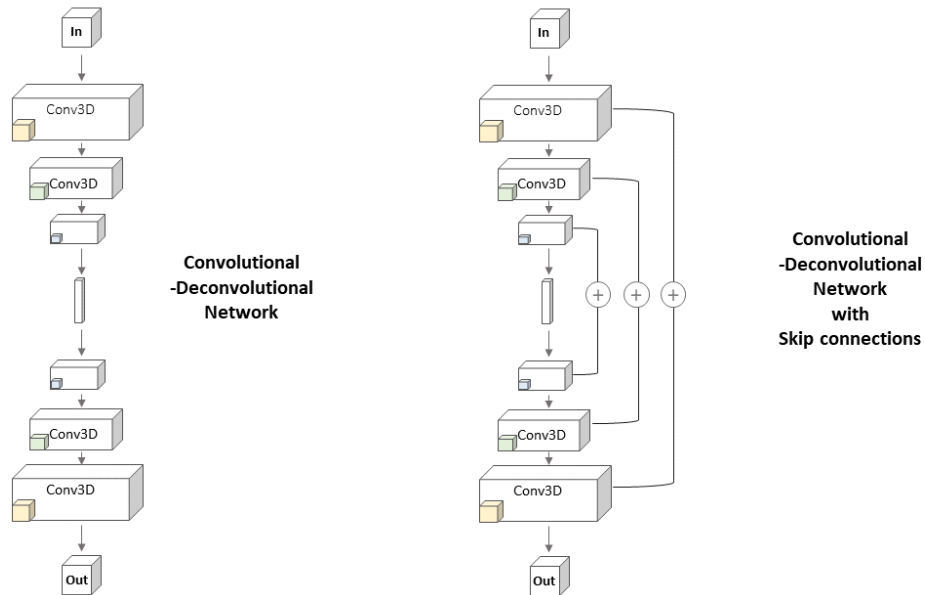 In
Conv3D
Conv3D
Conv3D
Conv3D
Out
Convolutional
-Deconvolutional
Network
In
Conv3D
Conv3D
+ + +
Conv3D
Conv3D
Out
Convolutional
-Deconvolutional
Network
with
Skip connections